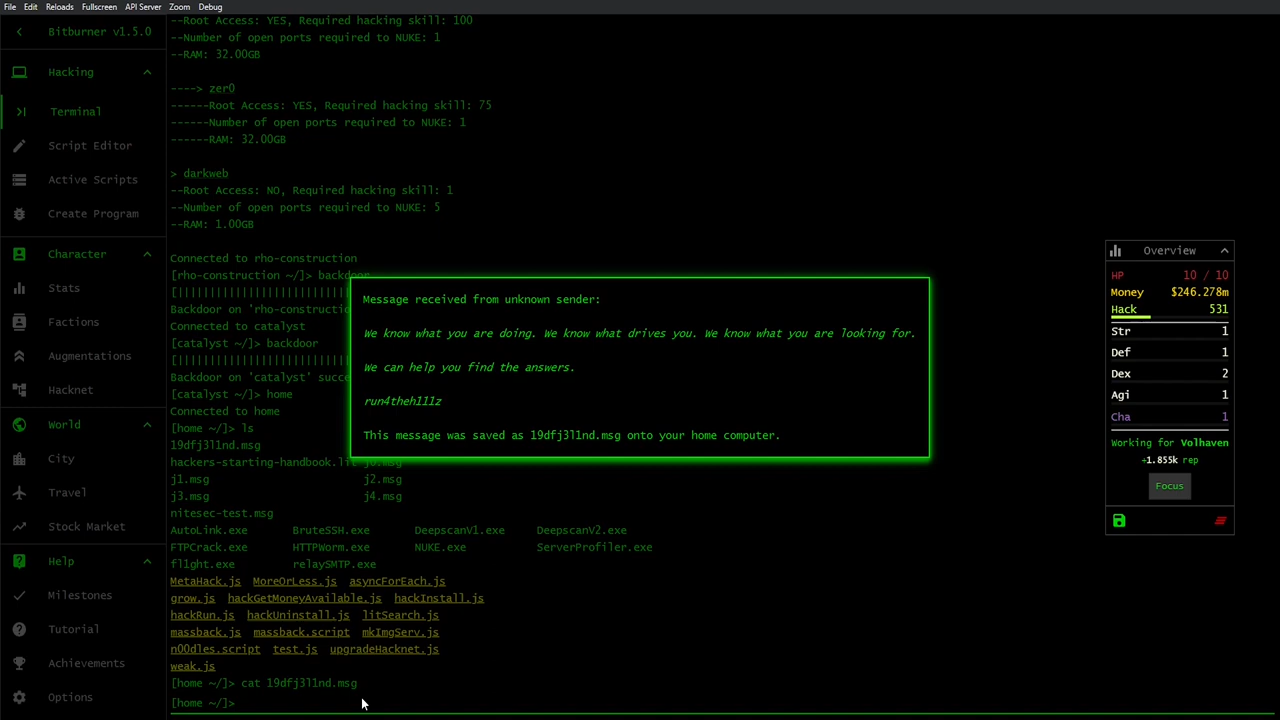 File Edit Reloads Fullscreen API Server Zoom Debug
Bitburner v1.5.0
Hacking
Terminal
Script Editor
Active Scripts
Create Program
Character
Stats
Factions
Augmentations
Hacknet
World
City
Travel
Stock Market
Help
Milestones
Tutorial
Achievements
Options
--Root Access: YES, Required hacking skill: 100
--Number of open ports required to NUKE: 1
--RAM: 32.00GB
----> zer0
------Root Access: YES, Required hacking skill: 75
------Number of open ports required to NUKE: 1
------RAM: 32.00GB
> darkweb
--Root Access: NO, Required hacking skill: 1
--Number of open ports required to NUKE: 5
--RAM: 1.00GB
Connected to rho-construction
[rho-construction ~/]> backdoor
[||||||||||||||||||||||||
Backdoor on 'rho-constructio
Connected to catalyst
[catalyst ~/]> backdoor
[||||||||||||||||||||||||
Backdoor on 'catalyst' succe
[catalyst ~/]> home
Connected to home
[home ~/]> ls
19dfj3l1nd.msg
hackers-starting-handbook.lit j0.msg
j1.msg j2.msg
j3.msg j4.msg
nitesec-test.msg
AutoLink.exe BruteSSH.exe DeepscanV1.exe DeepscanV2.exe
FTPCrack.exe HTTPWorm.exe NUKE.exe ServerProfiler.exe
fl1ght.exe relaySMTP.exe
MetaHack.js MoreOrLess.js asyncForEach.js
grow.js hackGetMoneyAvailable.js hackInstall.js
hackRun.js hackUninstall.js litSearch.js
massback.js massback.script mkImgServ.js
n00dles.script test.js upgradeHacknet.js
weak.js
[home ~/]> cat 19dfj3l1nd.msg
[home ~/]>
Message received from unknown sender:
We know what you are doing. We know what drives you. We know what you are looking for.
We can help you find the answers.
run4theh111z
This message was saved as 19dfj3l1nd.msg onto your home computer.
Overview
HP 10 / 10
Money $246.278m
Hack 531
Str 1
Def 1
Dex 2
Agi 1
Cha 1
Working for Volhaven
+1.855k rep
Focus